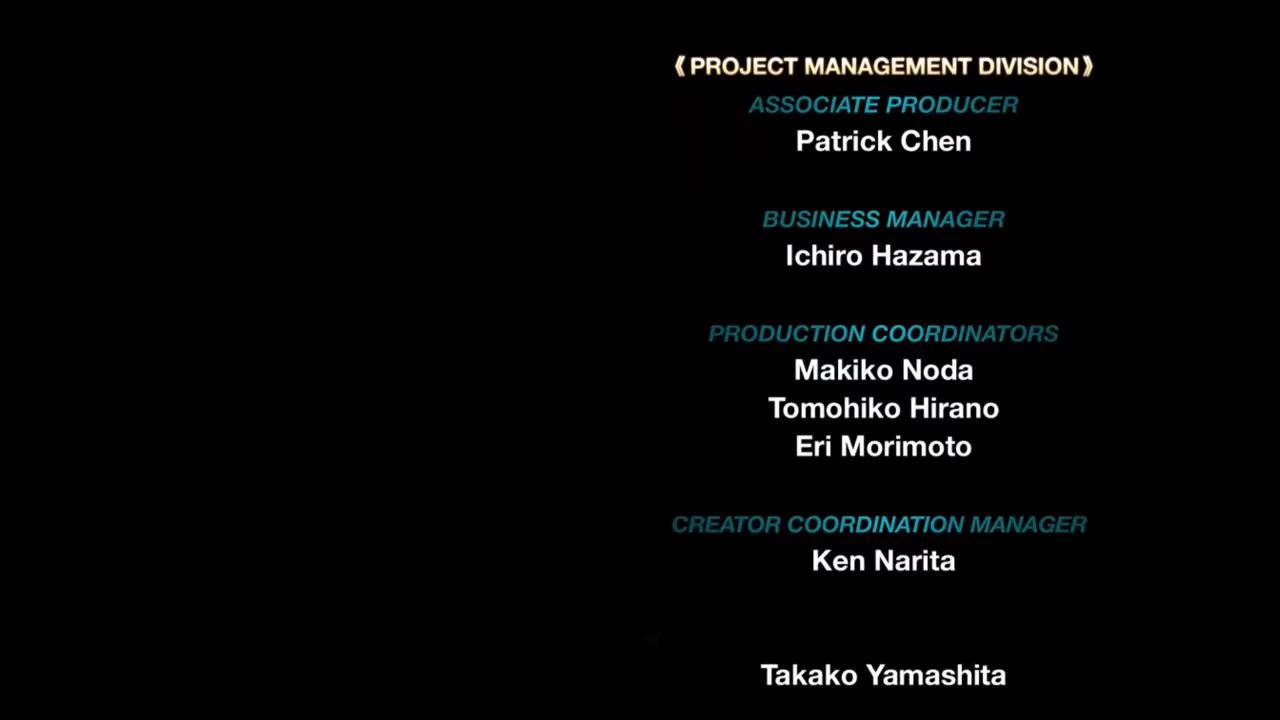 《PROJECT MANAGEMENT DIVISION》
ASSOCIATE PRODUCER
Patrick Chen
BUSINESS MANAGER
Ichiro Hazama
PRODUCTION COORDINATORS
Makiko Noda
Tomohiko Hirano
Eri Morimoto
CREATOR COORDINATION MANAGER
Ken Narita
Takako Yamashita